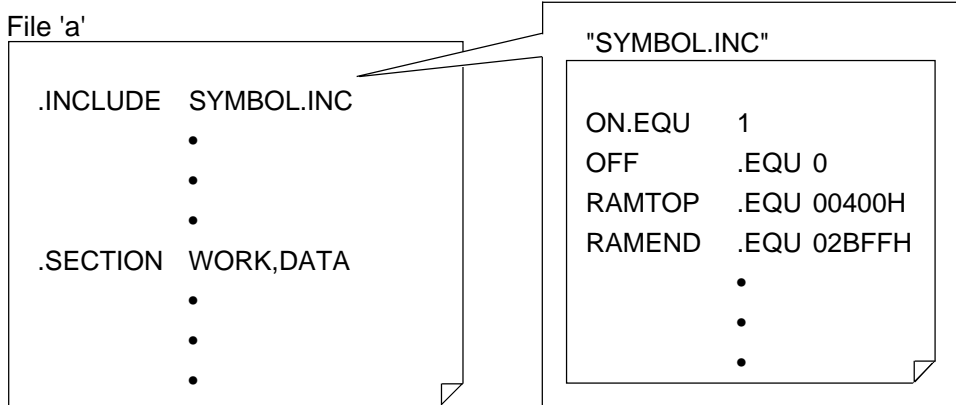 File 'a'
.INCLUDE SYMBOL.INC
•
•
•
.SECTION WORK,DATA
•
•
•
"SYMBOL.INC"
ON.EQU 1
OFF .EQU 0
RAMTOP .EQU 00400H
RAMEND .EQU 02BFFH
•
•
•